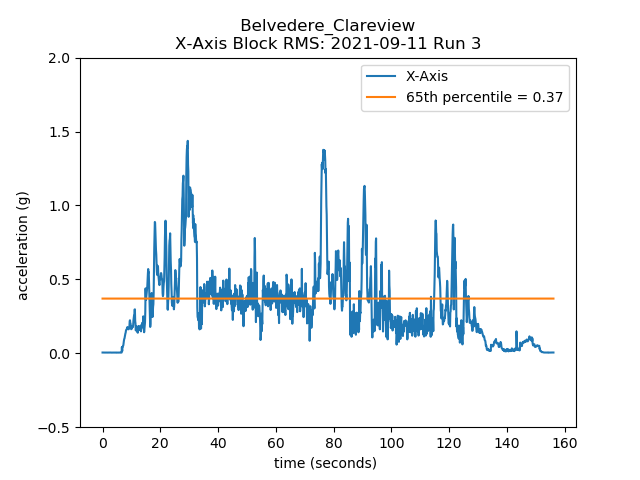 Belvedere_Clareview
X-Axis Block RMS: 2021-09-11 Run 3
X-Axis
65th percentile = 0.37
acceleration (g)
2.0
1.5
1.0
0.5
0.0
−0.5
0 20 40 60 80 100 120 140 160
time (seconds)